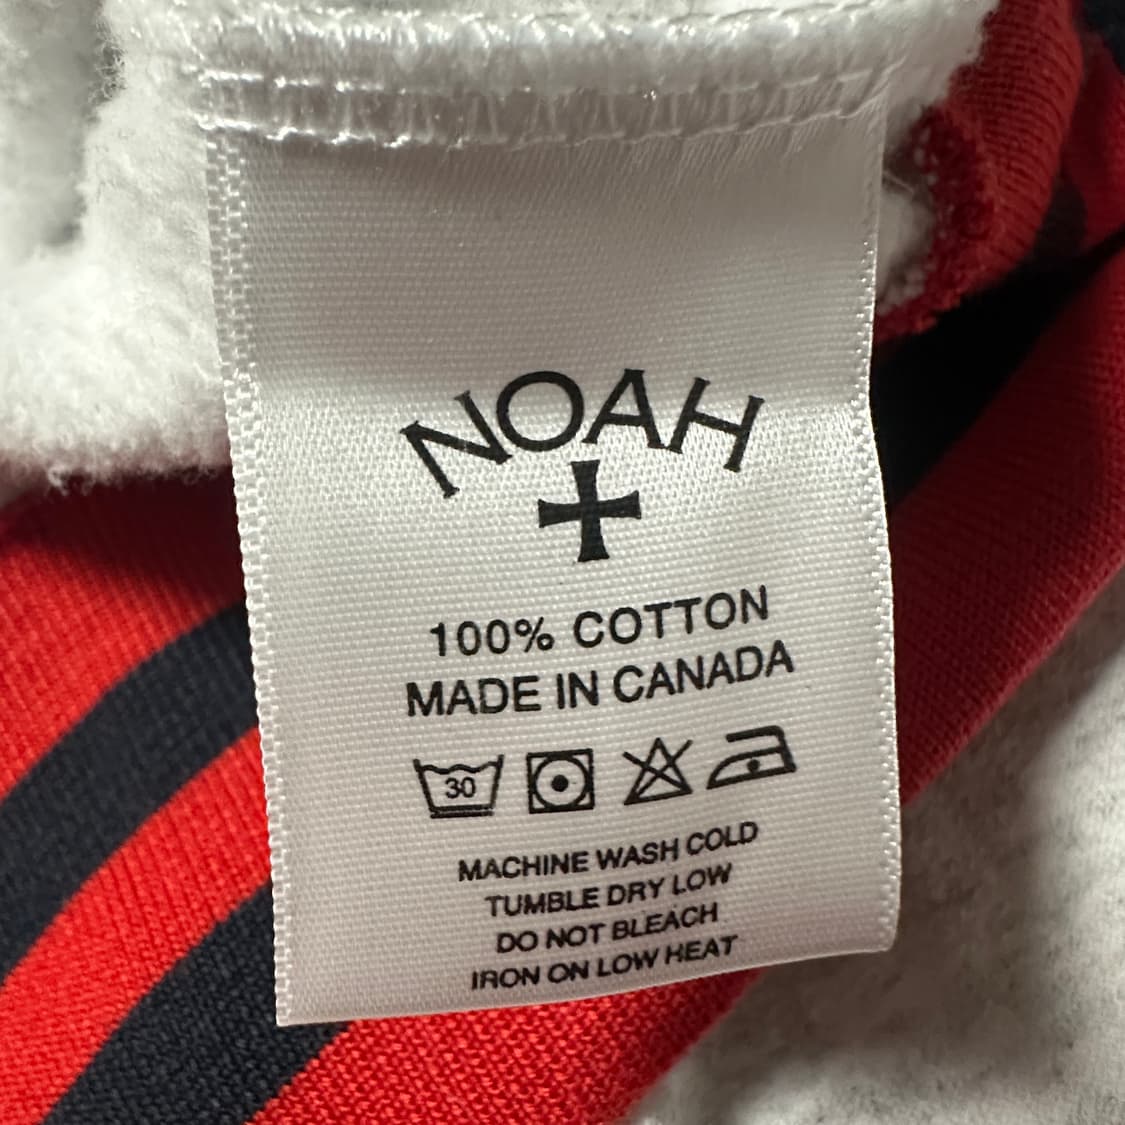 NOAH
100% COTTON
MADE IN CANADA
30
MACHINE WASH COLD
TUMBLE DRY LOW
DO NOT BLEACH
IRON ON LOW HEAT